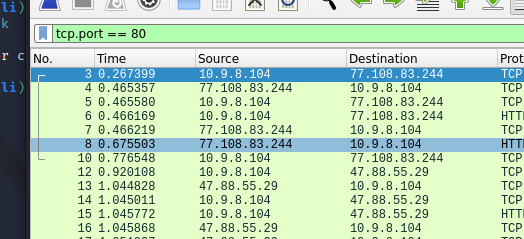 li)
k
r c
li)
tcp.port == 80
No. Time Source Destination Prot
3 0.267399 10.9.8.104 77.108.83.244 TCP
4 0.465357 77.108.83.244 10.9.8.104 TCP
5 0.465580 10.9.8.104 77.108.83.244 TCP
6 0.466169 10.9.8.104 77.108.83.244 HTT
7 0.466219 77.108.83.244 10.9.8.104 TCP
8 0.675503 77.108.83.244 10.9.8.104 HTT
10 0.776548 10.9.8.104 77.108.83.244 TCP
12 0.920108 10.9.8.104 47.88.55.29 TCP
13 1.044828 47.88.55.29 10.9.8.104 TCP
14 1.045011 10.9.8.104 47.88.55.29 TCP
15 1.045772 10.9.8.104 47.88.55.29 HTT
16 1.045868 47.88.55.29 10.9.8.104 TCP